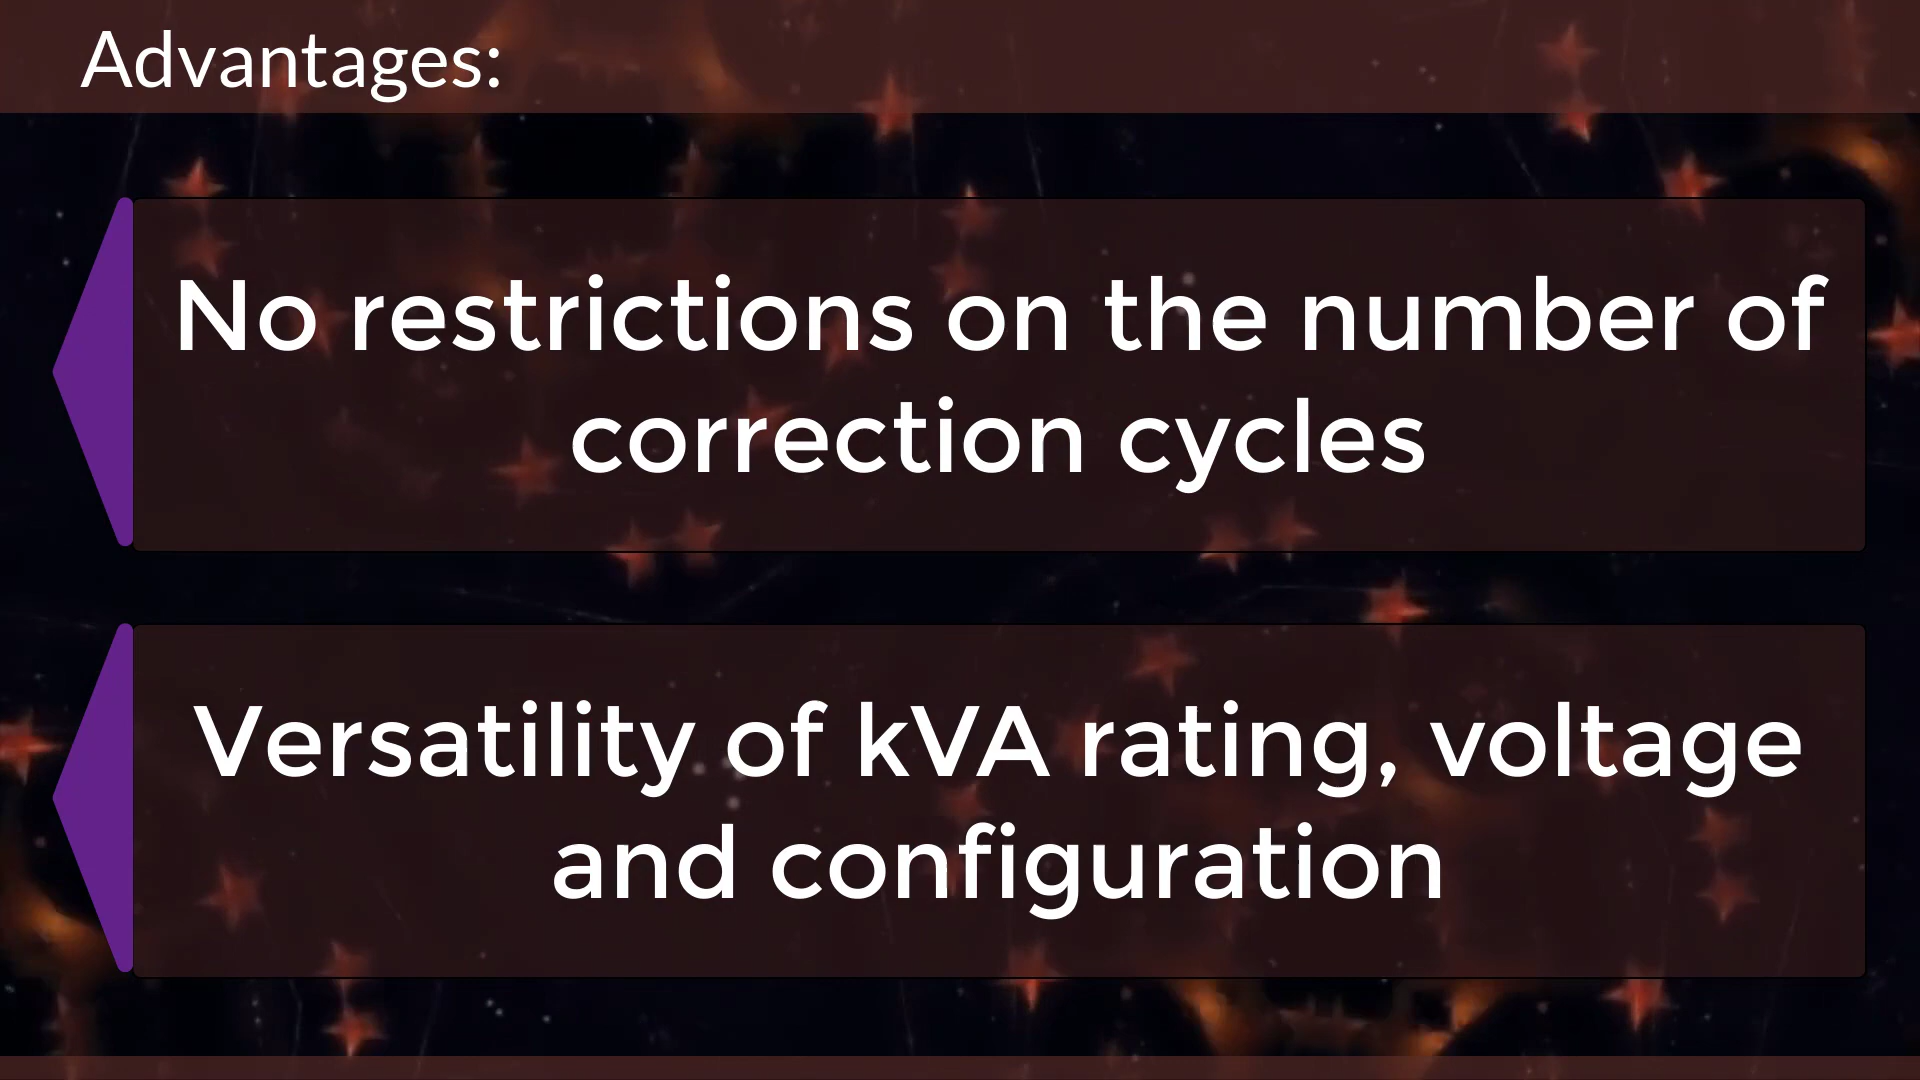 Advantages:
No restrictions on the number of
correction cycles
Versatility of kVA rating, voltage
and configuration